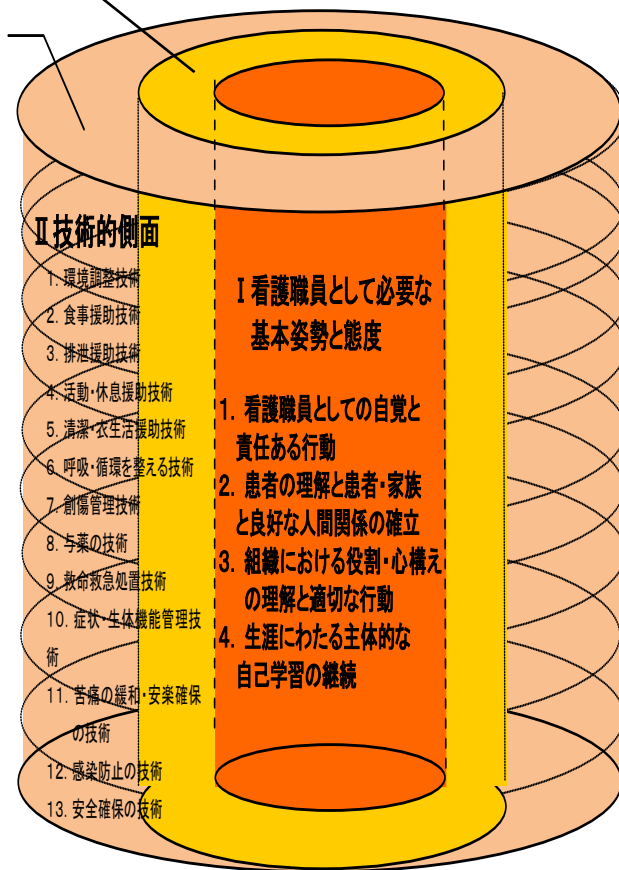 Ⅱ技術的側面
1. 環境調整技術
2. 食事援助技術
3. 排泄援助技術
4. 活動・休息援助技術
5. 清潔・衣生活援助技術
6. 呼吸・循環を整える技術
7. 創傷管理技術
8. 与薬の技術
9. 救命救急処置技術
10. 症状・生体機能管理技
術
11. 苦痛の緩和・安楽確保
の技術
12. 感染防止の技術
13. 安全確保の技術
Ⅰ看護職員として必要な
基本姿勢と態度
1. 看護職員としての自覚と
責任ある行動
2. 患者の理解と患者・家族
と良好な人間関係の確立
3. 組織における役割・心構え
の理解と適切な行動
4. 生涯にわたる主体的な
自己学習の継続